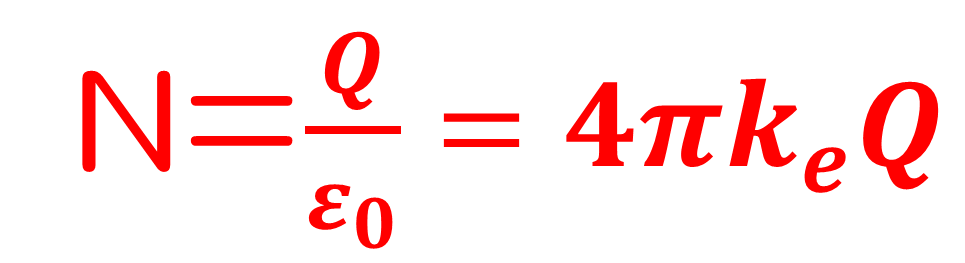 N = Q/ε₀ = 4πkₑQ